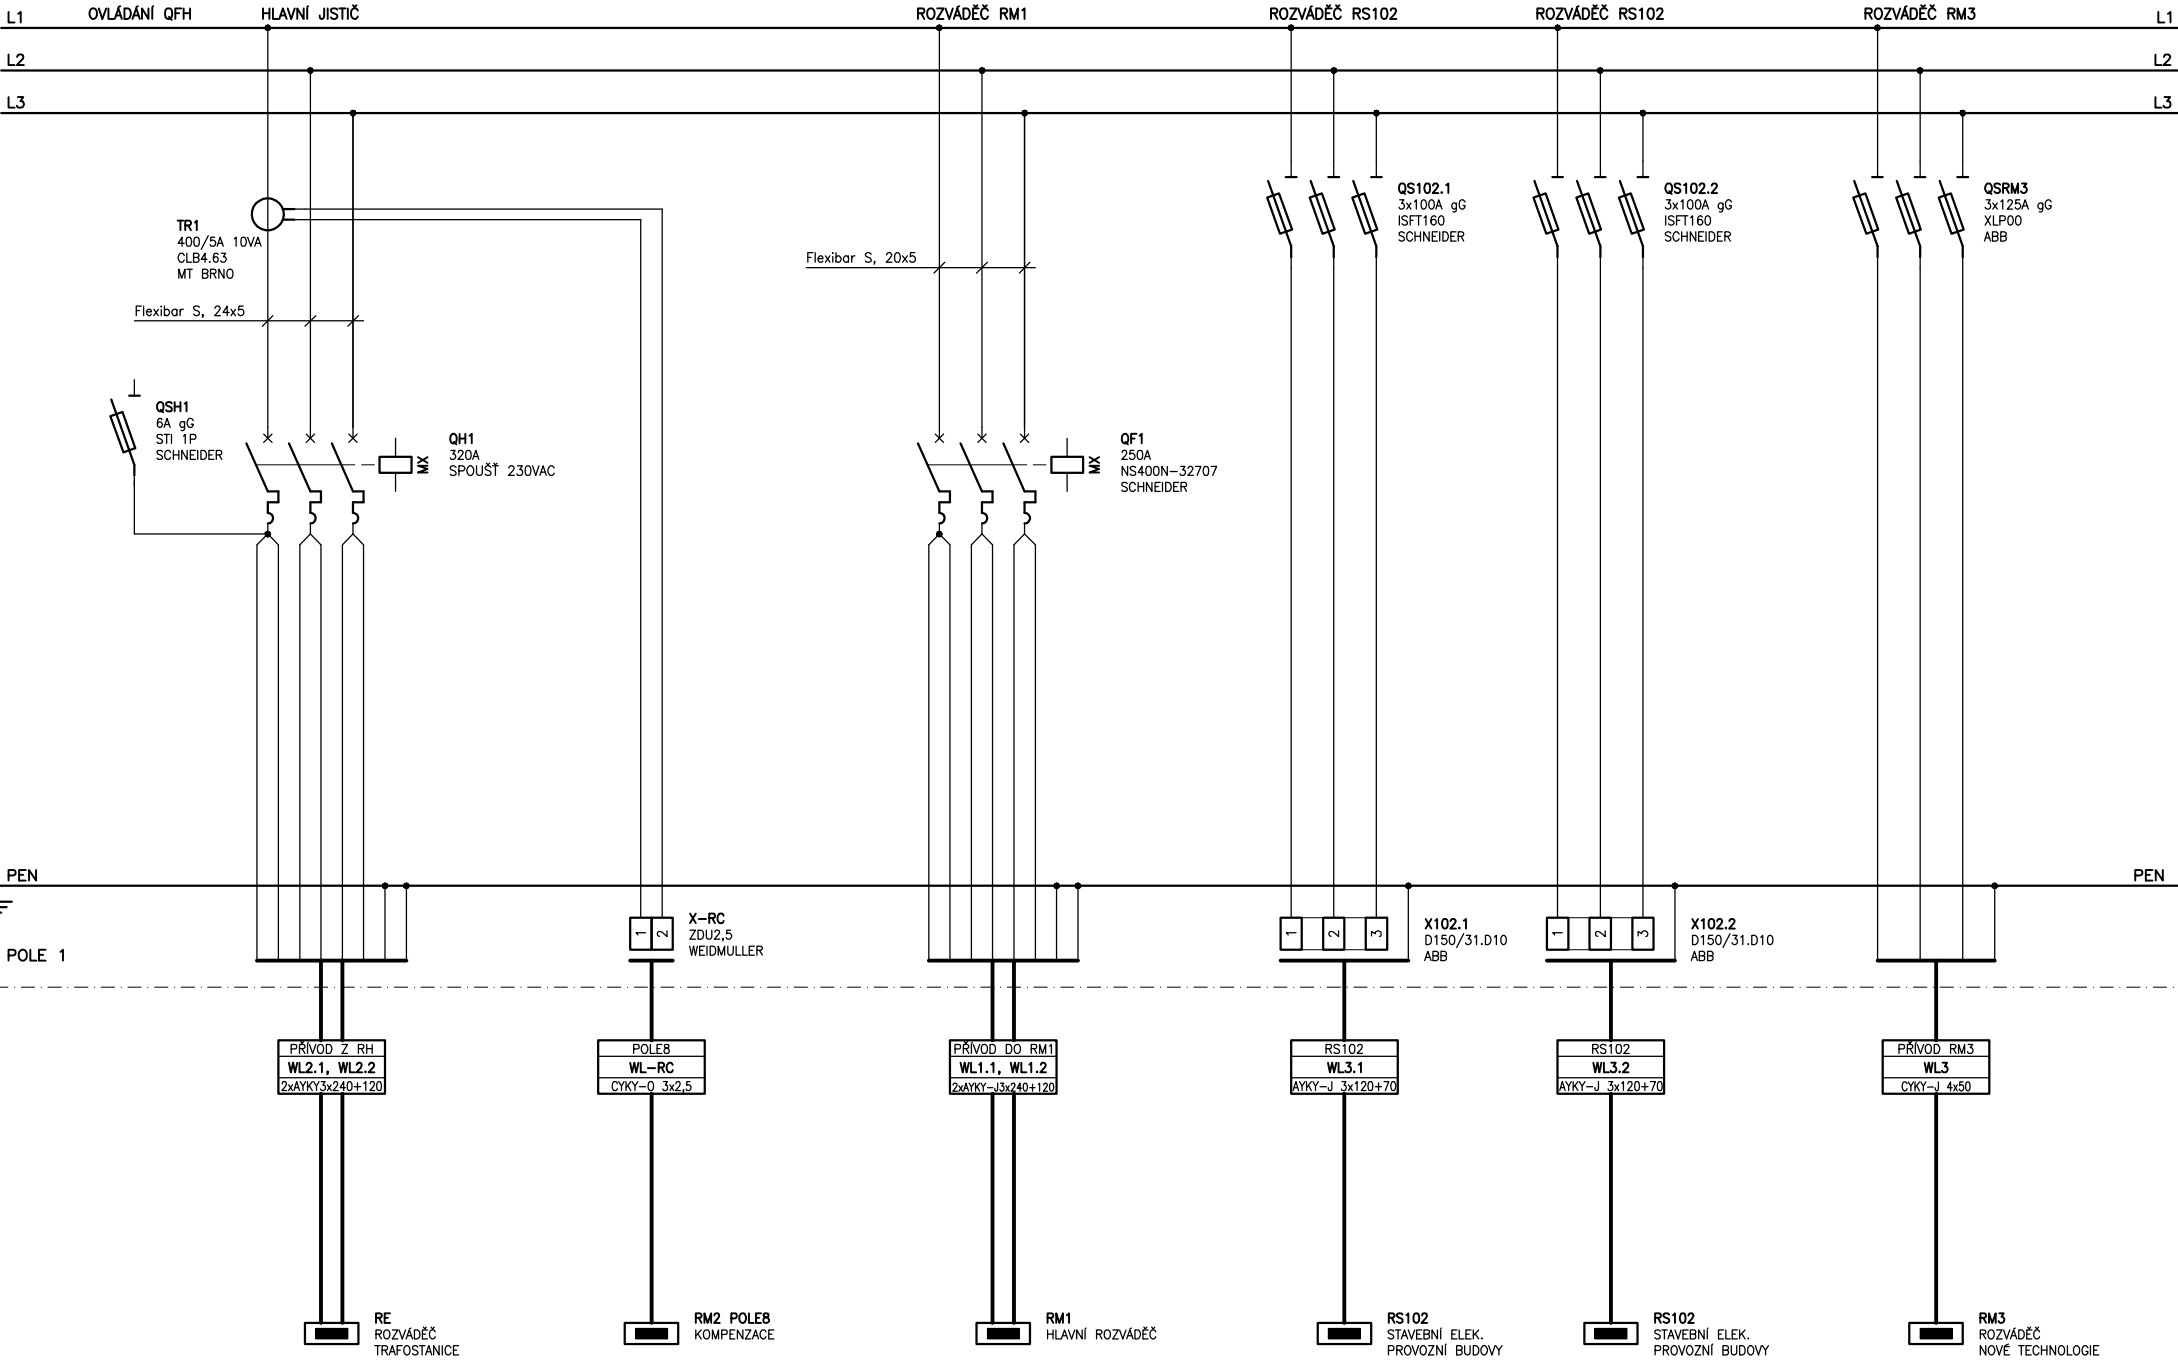 OVLÁDÁNÍ QFH
HLAVNÍ JISTIČ
ROZVÁDĚČ RM1
ROZVÁDĚČ RS102
ROZVÁDĚČ RS102
ROZVÁDĚČ RM3
L1
L1
L2
L2
L3
L3
TR1
400/5A 10VA
CLB4.63
MT BRNO
Flexibar S, 24x5
Flexibar S, 20x5
QS102.1
3x100A gG
ISFT160
SCHNEIDER
QS102.2
3x100A gG
ISFT160
SCHNEIDER
QSRM3
3x125A gG
XLP00
ABB
QSH1
6A gG
STI 1P
SCHNEIDER
MX
QH1
320A
SPOUŠŤ 230VAC
MX
QF1
250A
NS400N-32707
SCHNEIDER
PEN
PEN
POLE 1
1
2
X-RC
ZDU2,5
WEIDMULLER
1
2
3
X102.1
D150/31.D10
ABB
1
2
3
X102.2
D150/31.D10
ABB
PŘÍVOD Z RH
WL2.1, WL2.2
2xAYKY3x240+120
POLE8
WL-RC
CYKY-O 3x2,5
PŘÍVOD DO RM1
WL1.1, WL1.2
2xAYKY-J3x240+120
RS102
WL3.1
AYKY-J 3x120+70
RS102
WL3.2
AYKY-J 3x120+70
PŘÍVOD RM3
WL3
CYKY-J 4x50
RE
ROZVÁDĚČ
TRAFOSTANICE
RM2 POLE8
KOMPENZACE
RM1
HLAVNÍ ROZVÁDĚČ
RS102
STAVEBNÍ ELEK.
PROVOZNÍ BUDOVY
RS102
STAVEBNÍ ELEK.
PROVOZNÍ BUDOVY
RM3
ROZVÁDĚČ
NOVÉ TECHNOLOGIE